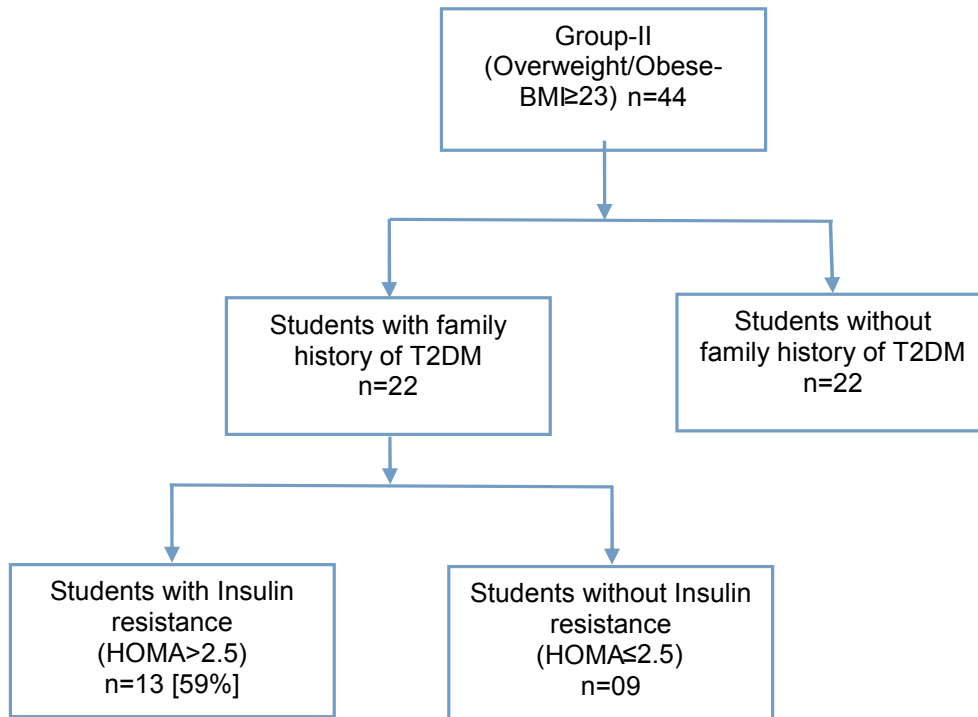 Group-II
(Overweight/Obese-
BMI≥23) n=44
Students with family
history of T2DM
n=22
Students without
family history of T2DM
n=22
Students with Insulin
resistance
(HOMA>2.5)
n=13 [59%]
Students without Insulin
resistance
(HOMA≤2.5)
n=09